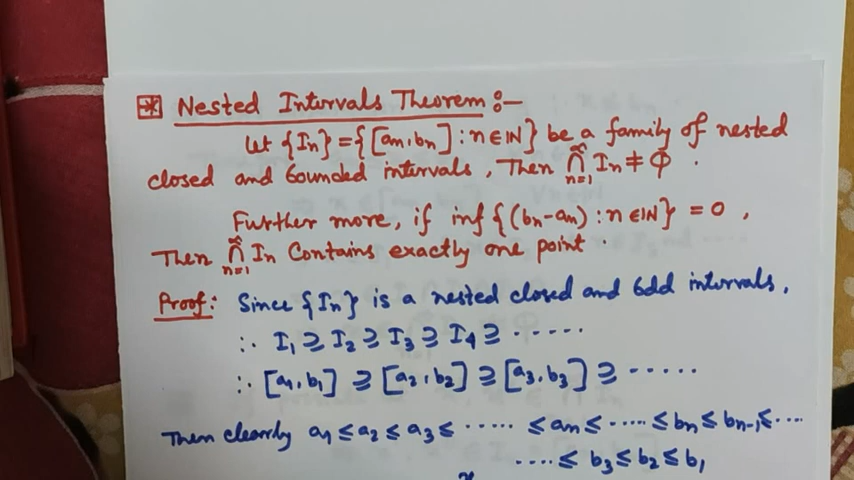 * Nested Intervals Theorem :-
Let {In} = {[an, bn] : n ∈ IN} be a family of nested
closed and bounded intervals, Then ∞∩n=1 In ≠ Φ .
Further more, if inf {(bn - an) : n ∈ IN} = 0 ,
Then ∞∩n=1 In Contains exactly one point .
Proof: Since {In} is a nested closed and bdd intervals,
∴ I1 ⊇ I2 ⊇ I3 ⊇ I4 ⊇ ......
∴ [a1, b1] ⊇ [a2, b2] ⊇ [a3, b3] ⊇ .....
Then clearly a1 ≤ a2 ≤ a3 ≤ ..... ≤ an ≤ ..... ≤ bn ≤ bn-1 ≤ ....
.... ≤ b3 ≤ b2 ≤ b1